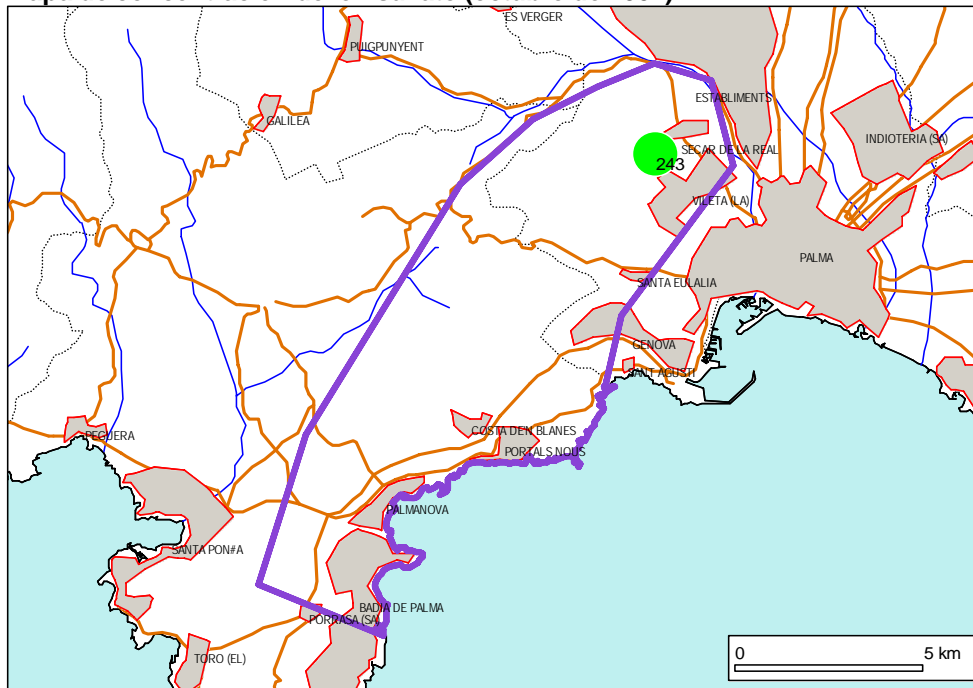 ES VERGER
PUIGPUNYENT
ESTABLIMENTS
GALILEA
INDIOTERIA (SA)
SECAR DE LA REAL
243
VILETA (LA)
PALMA
SANTA EULALIA
GENOVA
SANT AGUSTI
COSTA DEN BLANES
PEGUERA
PORTALS NOUS
PALMANOVA
SANTA PON#A
BADIA DE PALMA
PORRASA (SA)
TORO (EL)
0 5 km